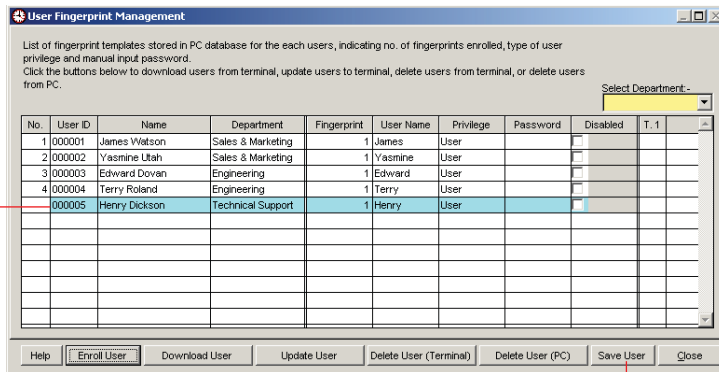 User Fingerprint Management
List of fingerprint templates stored in PC database for the each users, indicating no. of fingerprints enrolled, type of user
privilege and manual input password.
Click the buttons below to download users from terminal, update users to terminal, delete users from terminal, or delete users
from PC.
Select Department:-
No. User ID Name Department Fingerprint User Name Privilege Password Disabled T. 1
1 000001 James Watson Sales & Marketing 1 James User
2 000002 Yasmine Utah Sales & Marketing 1 Yasmine User
3 000003 Edward Dovan Engineering 1 Edward User
4 000004 Terry Roland Engineering 1 Terry User
000005 Henry Dickson Technical Support 1 Henry User
Help Enroll User Download User Update User Delete User (Terminal) Delete User (PC) Save User Close